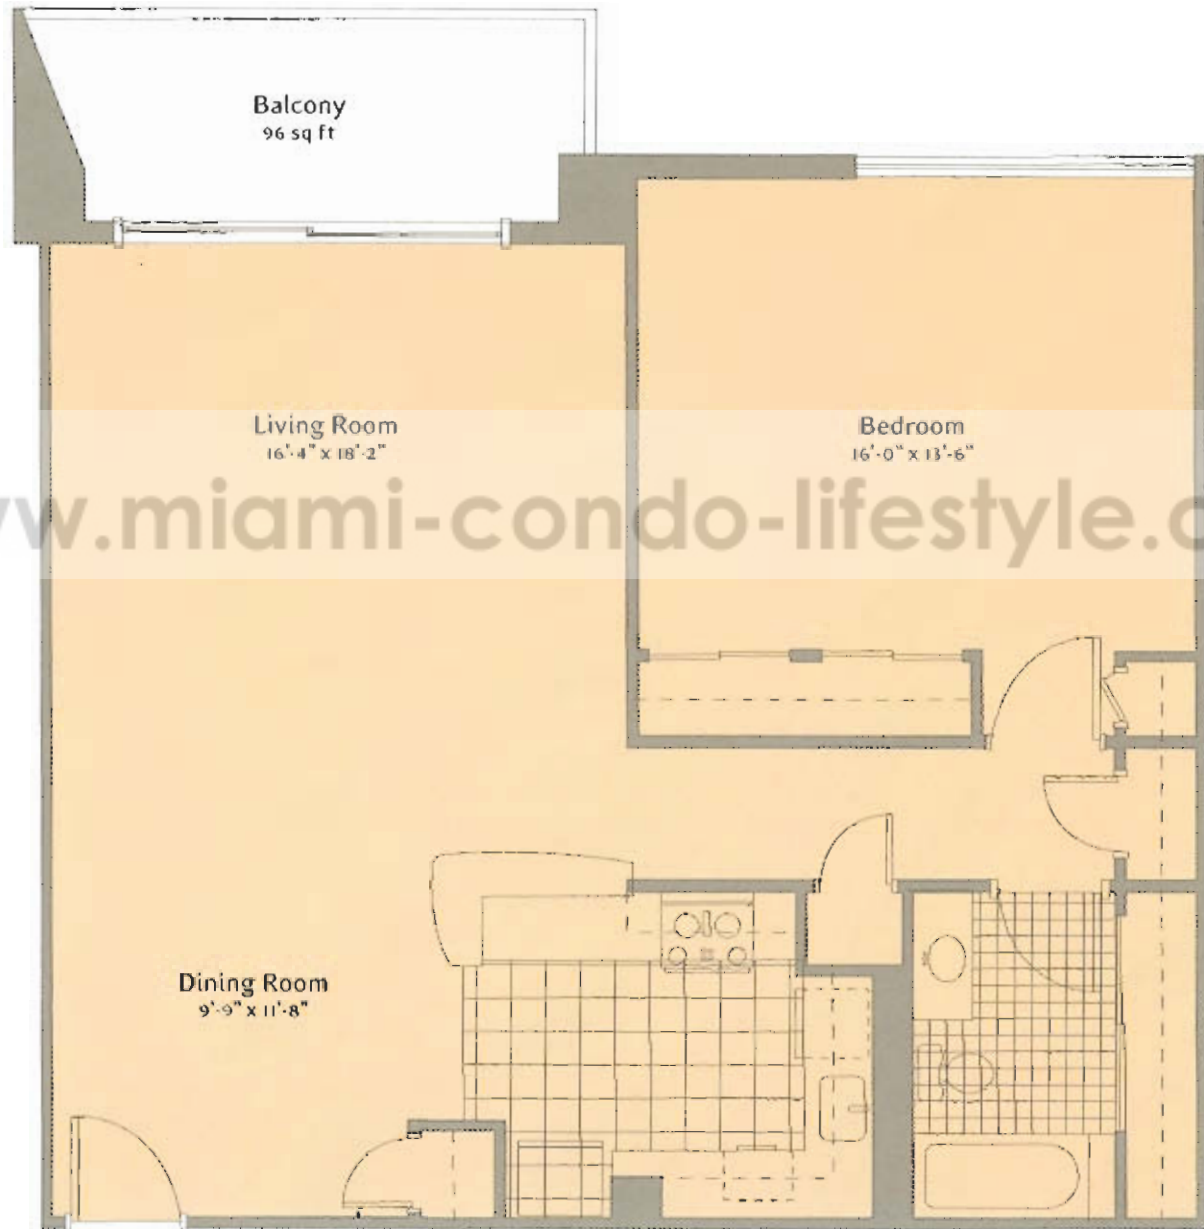 Balcony
96 sq ft
Living Room
16'-4" x 18'-2"
Bedroom
16'-0" x 13'-6"
w.miami-condo-lifestyle.c
Dining Room
9'-9" x 11'-8"